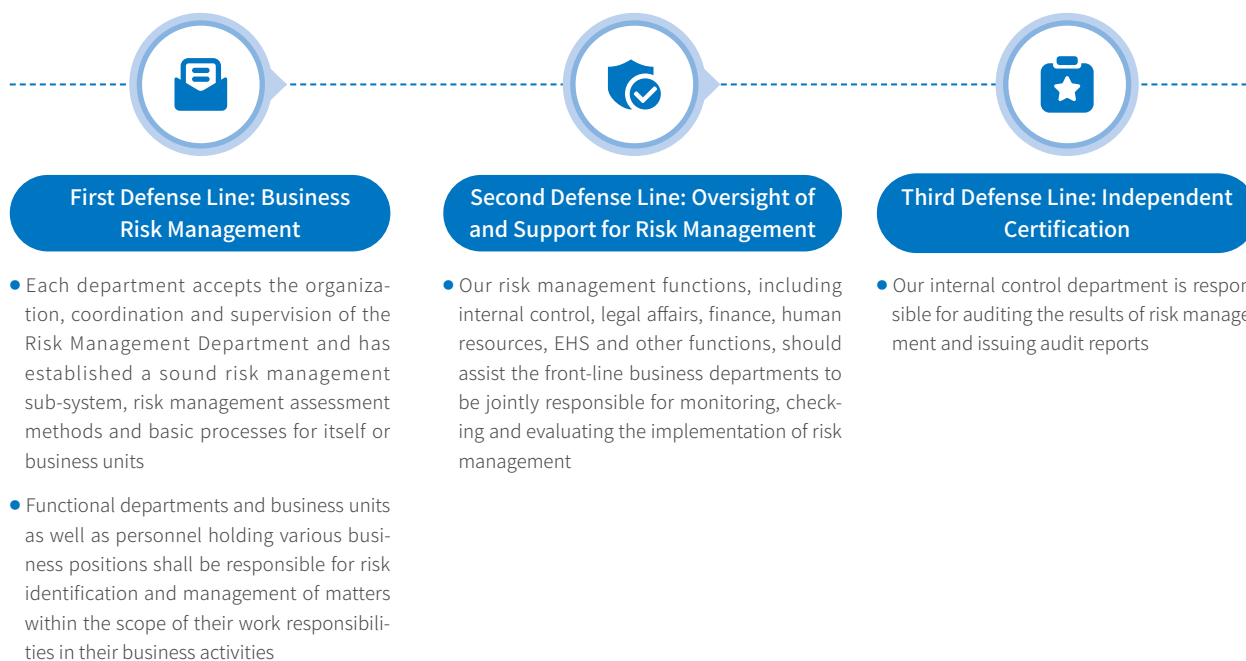 First Defense Line: Business
Risk Management
● Each department accepts the organiza-
tion, coordination and supervision of the
Risk Management Department and has
established a sound risk management
sub-system, risk management assessment
methods and basic processes for itself or
business units
● Functional departments and business units
as well as personnel holding various busi-
ness positions shall be responsible for risk
identification and management of matters
within the scope of their work responsibili-
ties in their business activities
Second Defense Line: Oversight of
and Support for Risk Management
● Our risk management functions, including
internal control, legal affairs, finance, human
resources, EHS and other functions, should
assist the front-line business departments to
be jointly responsible for monitoring, check-
ing and evaluating the implementation of risk
management
Third Defense Line: Independent
Certification
● Our internal control department is respon
sible for auditing the results of risk manage
ment and issuing audit reports